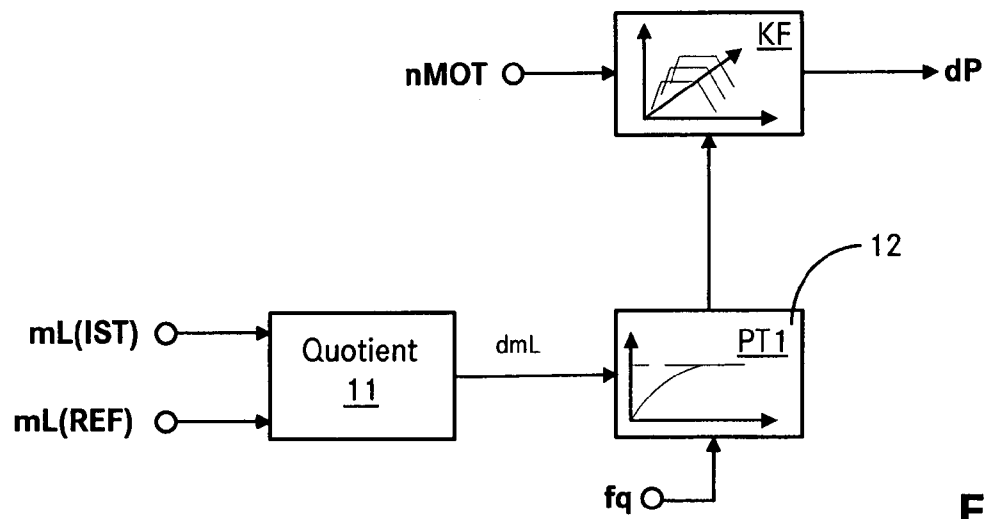 KF
nMOT
dP
12
mL(IST)
Quotient
11
dmL
PT1
mL(REF)
fq
F